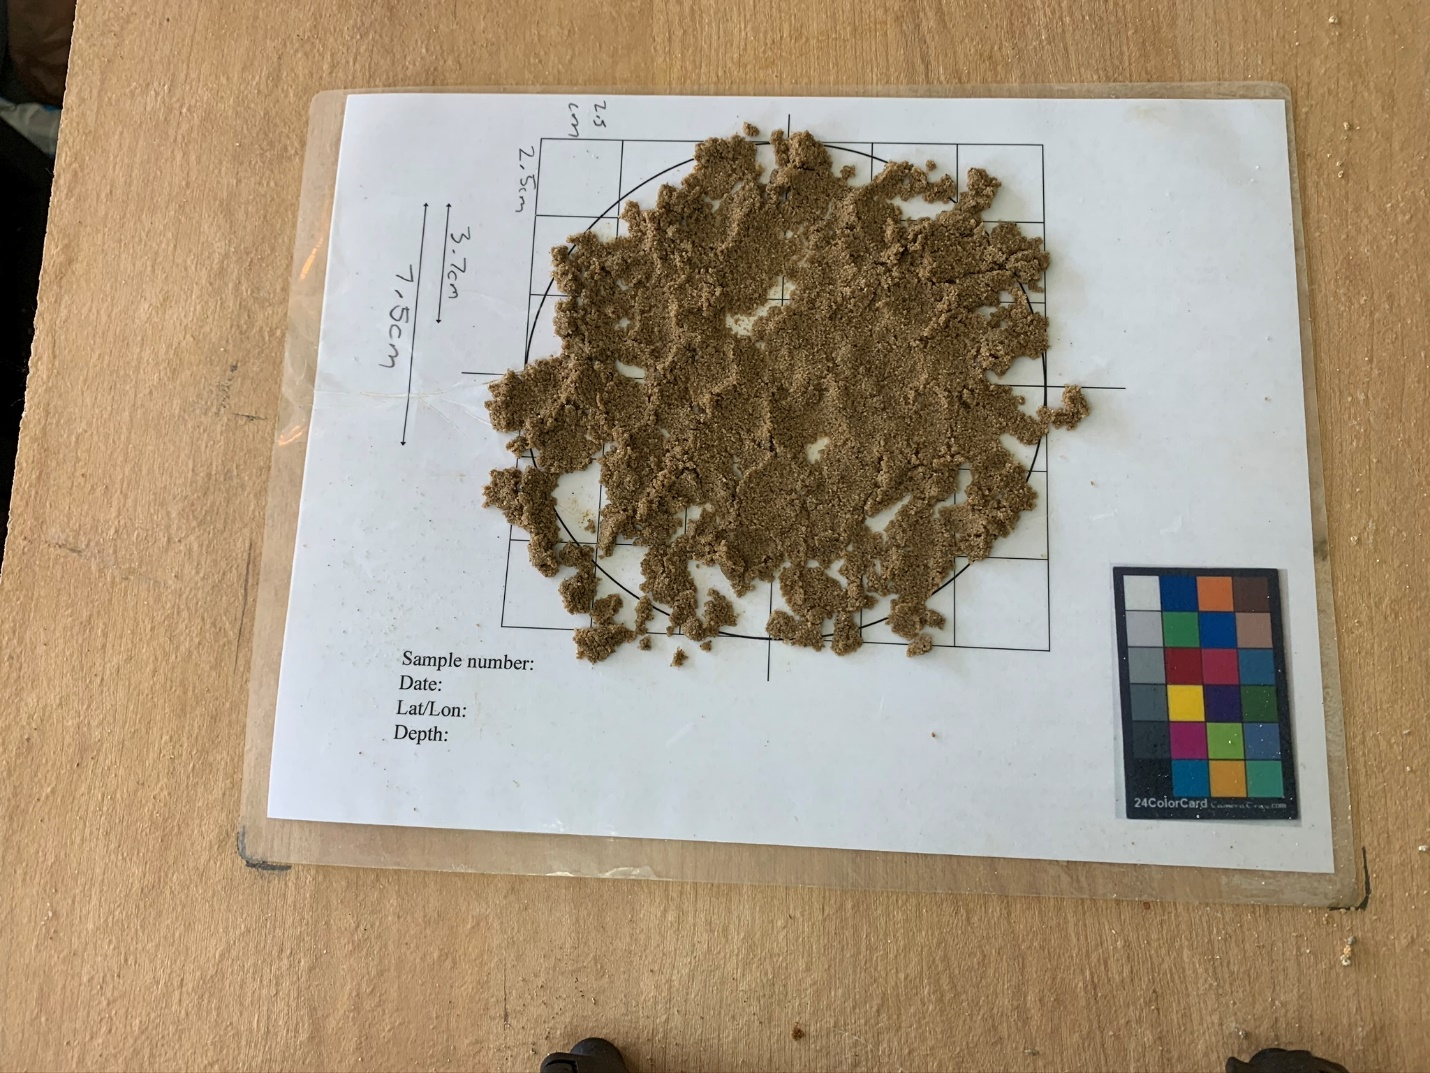 2.5
cm
2.5cm
3.7cm
7.5cm
Sample number:
Date:
Lat/Lon:
Depth:
24ColorCard